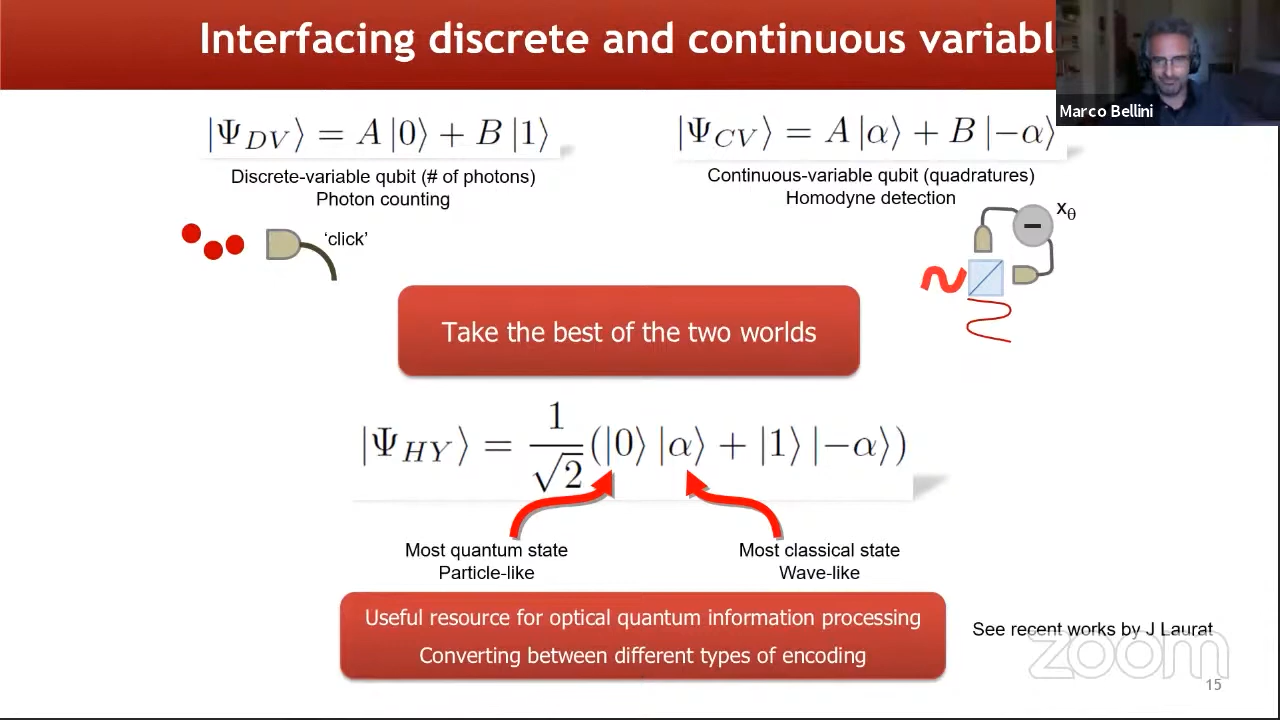 Interfacing discrete and continuous variabl
Marco Bellini
|Ψ_DV⟩ = A|0⟩ + B|1⟩
Discrete-variable qubit (# of photons)
Photon counting
‘click’
|Ψ_CV⟩ = A|α⟩ + B|−α⟩
Continuous-variable qubit (quadratures)
Homodyne detection
x_θ
−
Take the best of the two worlds
|Ψ_HY⟩ = 1/√2 (|0⟩|α⟩ + |1⟩|−α⟩)
Most quantum state
Particle-like
Most classical state
Wave-like
Useful resource for optical quantum information processing
Converting between different types of encoding
See recent works by J Laurat
zoom
15